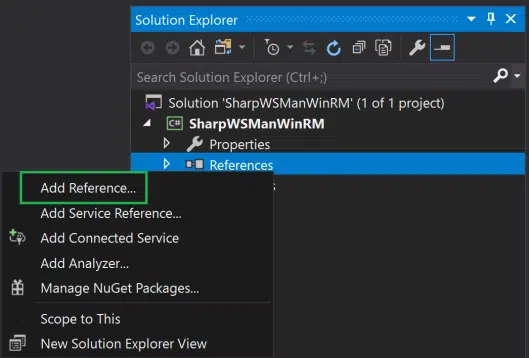 Solution Explorer
Search Solution Explorer (Ctrl+;)
Solution 'SharpWSManWinRM' (1 of 1 project)
C# SharpWSManWinRM
Properties
References
Add Reference...
Add Service Reference...
Add Connected Service
Add Analyzer...
Manage NuGet Packages...
Scope to This
New Solution Explorer View